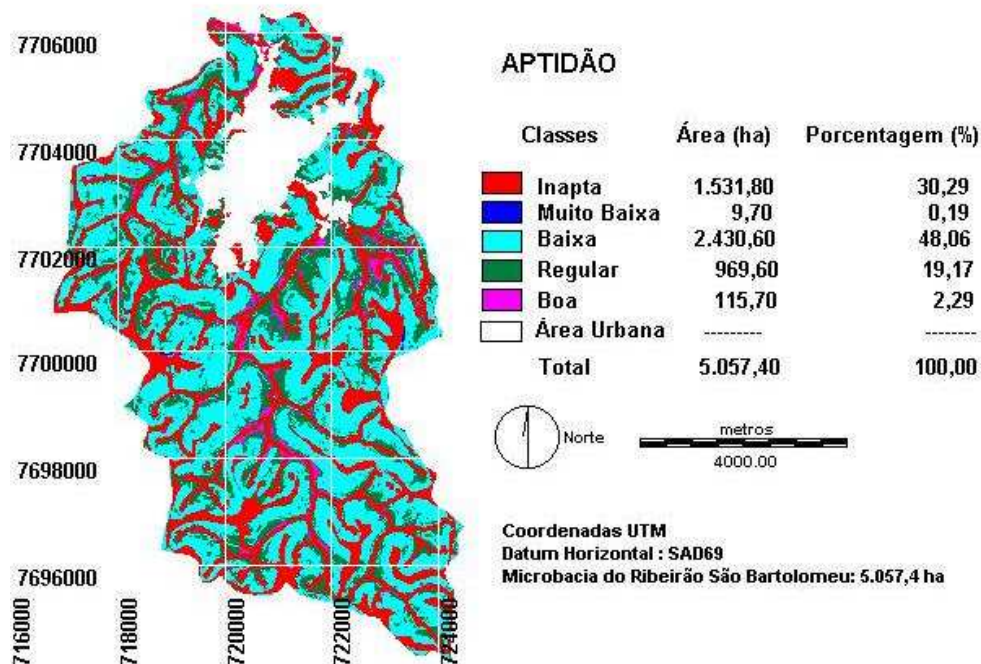 APTIDÃO
Classes Área (ha) Porcentagem (%)
Inapta 1.531,80 30,29
Muito Baixa 9,70 0,19
Baixa 2.430,60 48,06
Regular 969,60 19,17
Boa 115,70 2,29
Área Urbana --------- -------
Total 5.057,40 100,00
Norte
metros
4000.00
Coordenadas UTM
Datum Horizontal : SAD69
Microbacia do Ribeirão São Bartolomeu: 5.057,4 ha
7706000
7704000
7702000
7700000
7698000
7696000
716000
718000
720000
722000
724000